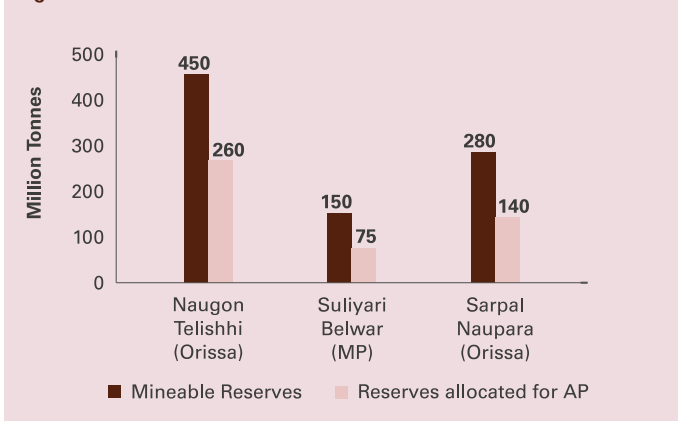 500
400
300
200
100
0
Million Tonnes
450
260
150
75
280
140
Naugon
Telishhi
(Orissa)
Suliyari
Belwar
(MP)
Sarpal
Naupara
(Orissa)
Mineable Reserves
Reserves allocated for AP